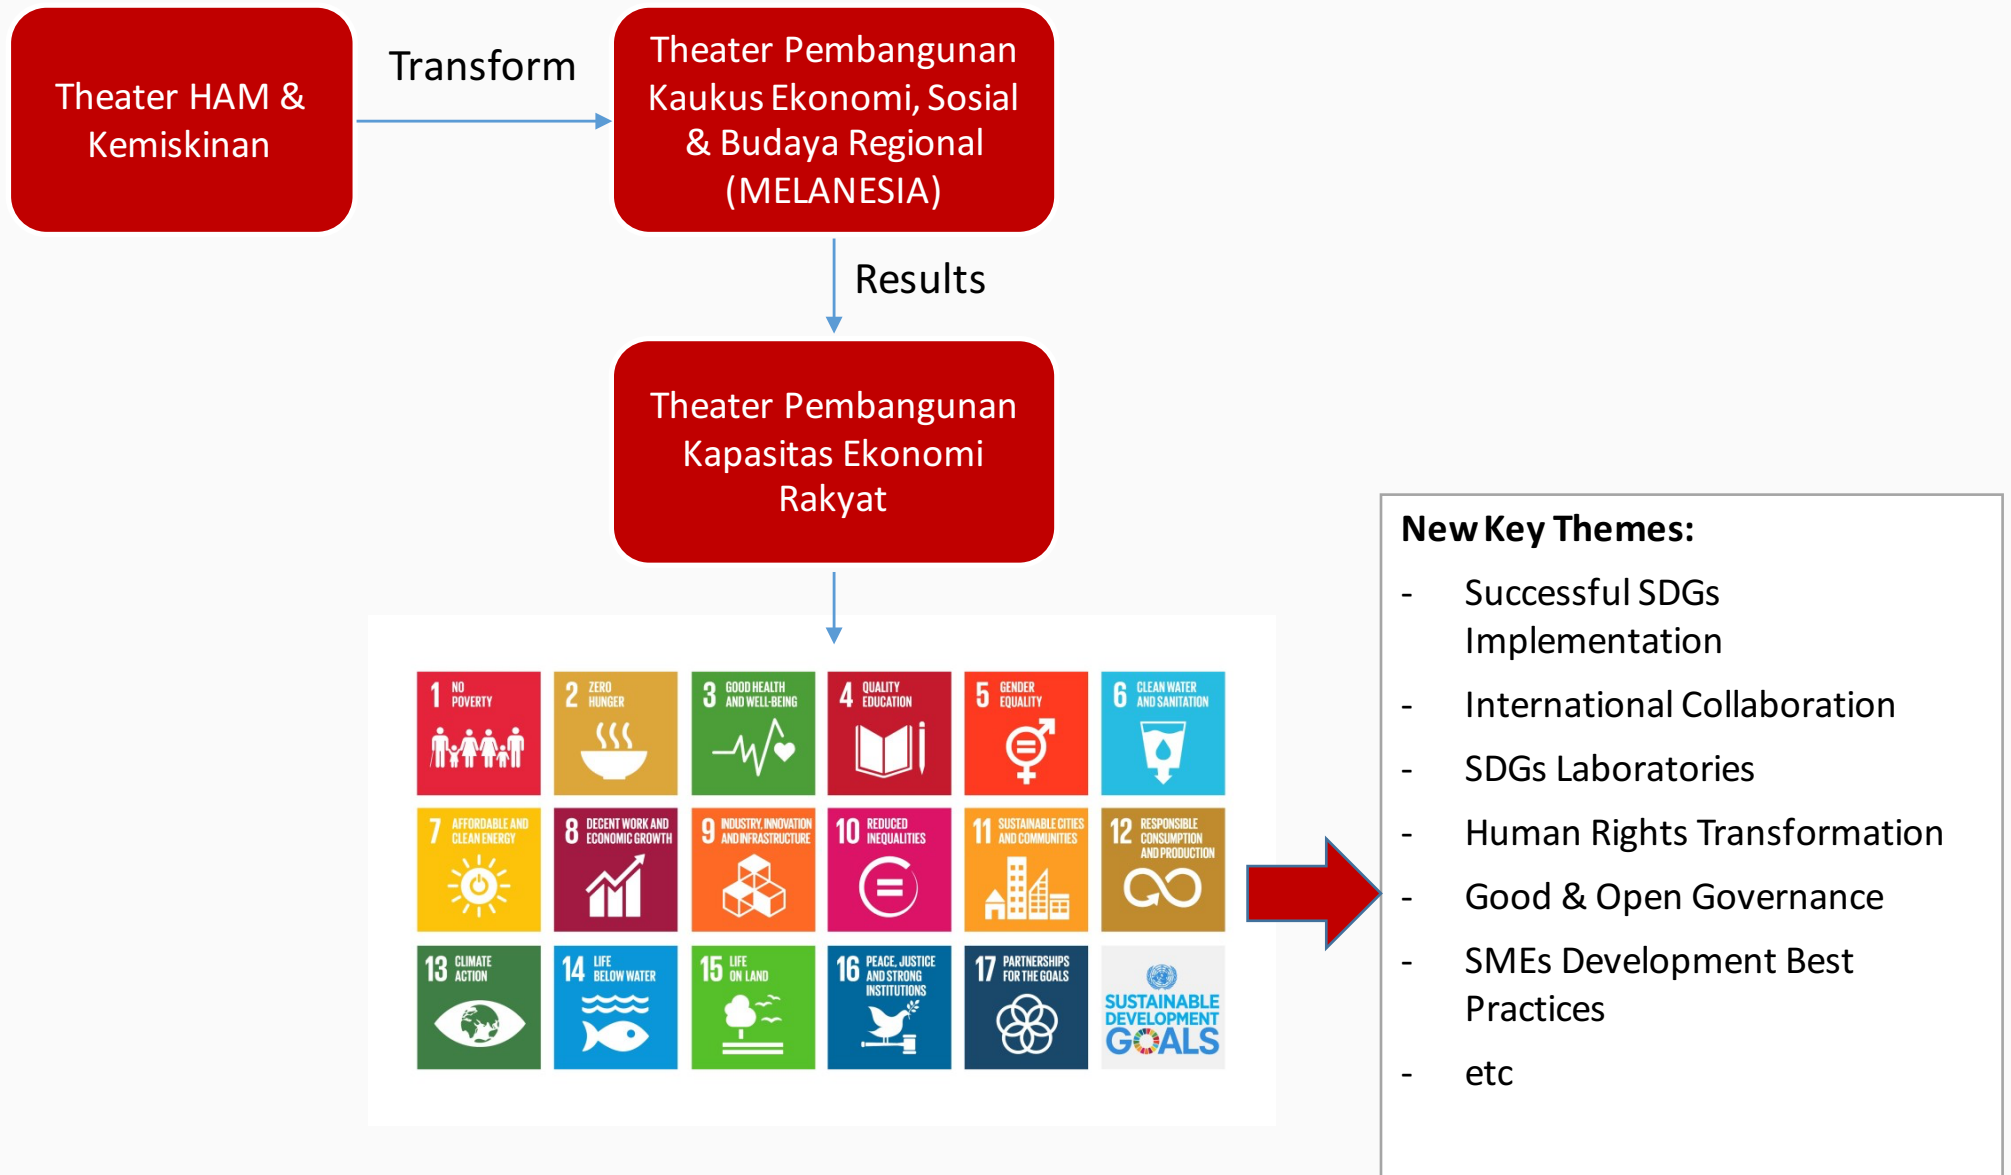 Theater HAM &
Kemiskinan
Transform
Theater Pembangunan
Kaukus Ekonomi, Sosial
& Budaya Regional
(MELANESIA)
Results
Theater Pembangunan
Kapasitas Ekonomi
Rakyat
1 NO
POVERTY
2 ZERO
HUNGER
3 GOOD HEALTH
AND WELL-BEING
4 QUALITY
EDUCATION
5 GENDER
EQUALITY
6 CLEAN WATER
AND SANITATION
7 AFFORDABLE AND
CLEAN ENERGY
8 DECENT WORK AND
ECONOMIC GROWTH
9 INDUSTRY, INNOVATION
AND INFRASTRUCTURE
10 REDUCED
INEQUALITIES
11 SUSTAINABLE CITIES
AND COMMUNITIES
12 RESPONSIBLE
CONSUMPTION
AND PRODUCTION
13 CLIMATE
ACTION
14 LIFE
BELOW WATER
15 LIFE
ON LAND
16 PEACE, JUSTICE
AND STRONG
INSTITUTIONS
17 PARTNERSHIPS
FOR THE GOALS
SUSTAINABLE
DEVELOPMENT
GOALS
New Key Themes:
- Successful SDGs
Implementation
- International Collaboration
- SDGs Laboratories
- Human Rights Transformation
- Good & Open Governance
- SMEs Development Best
Practices
- etc